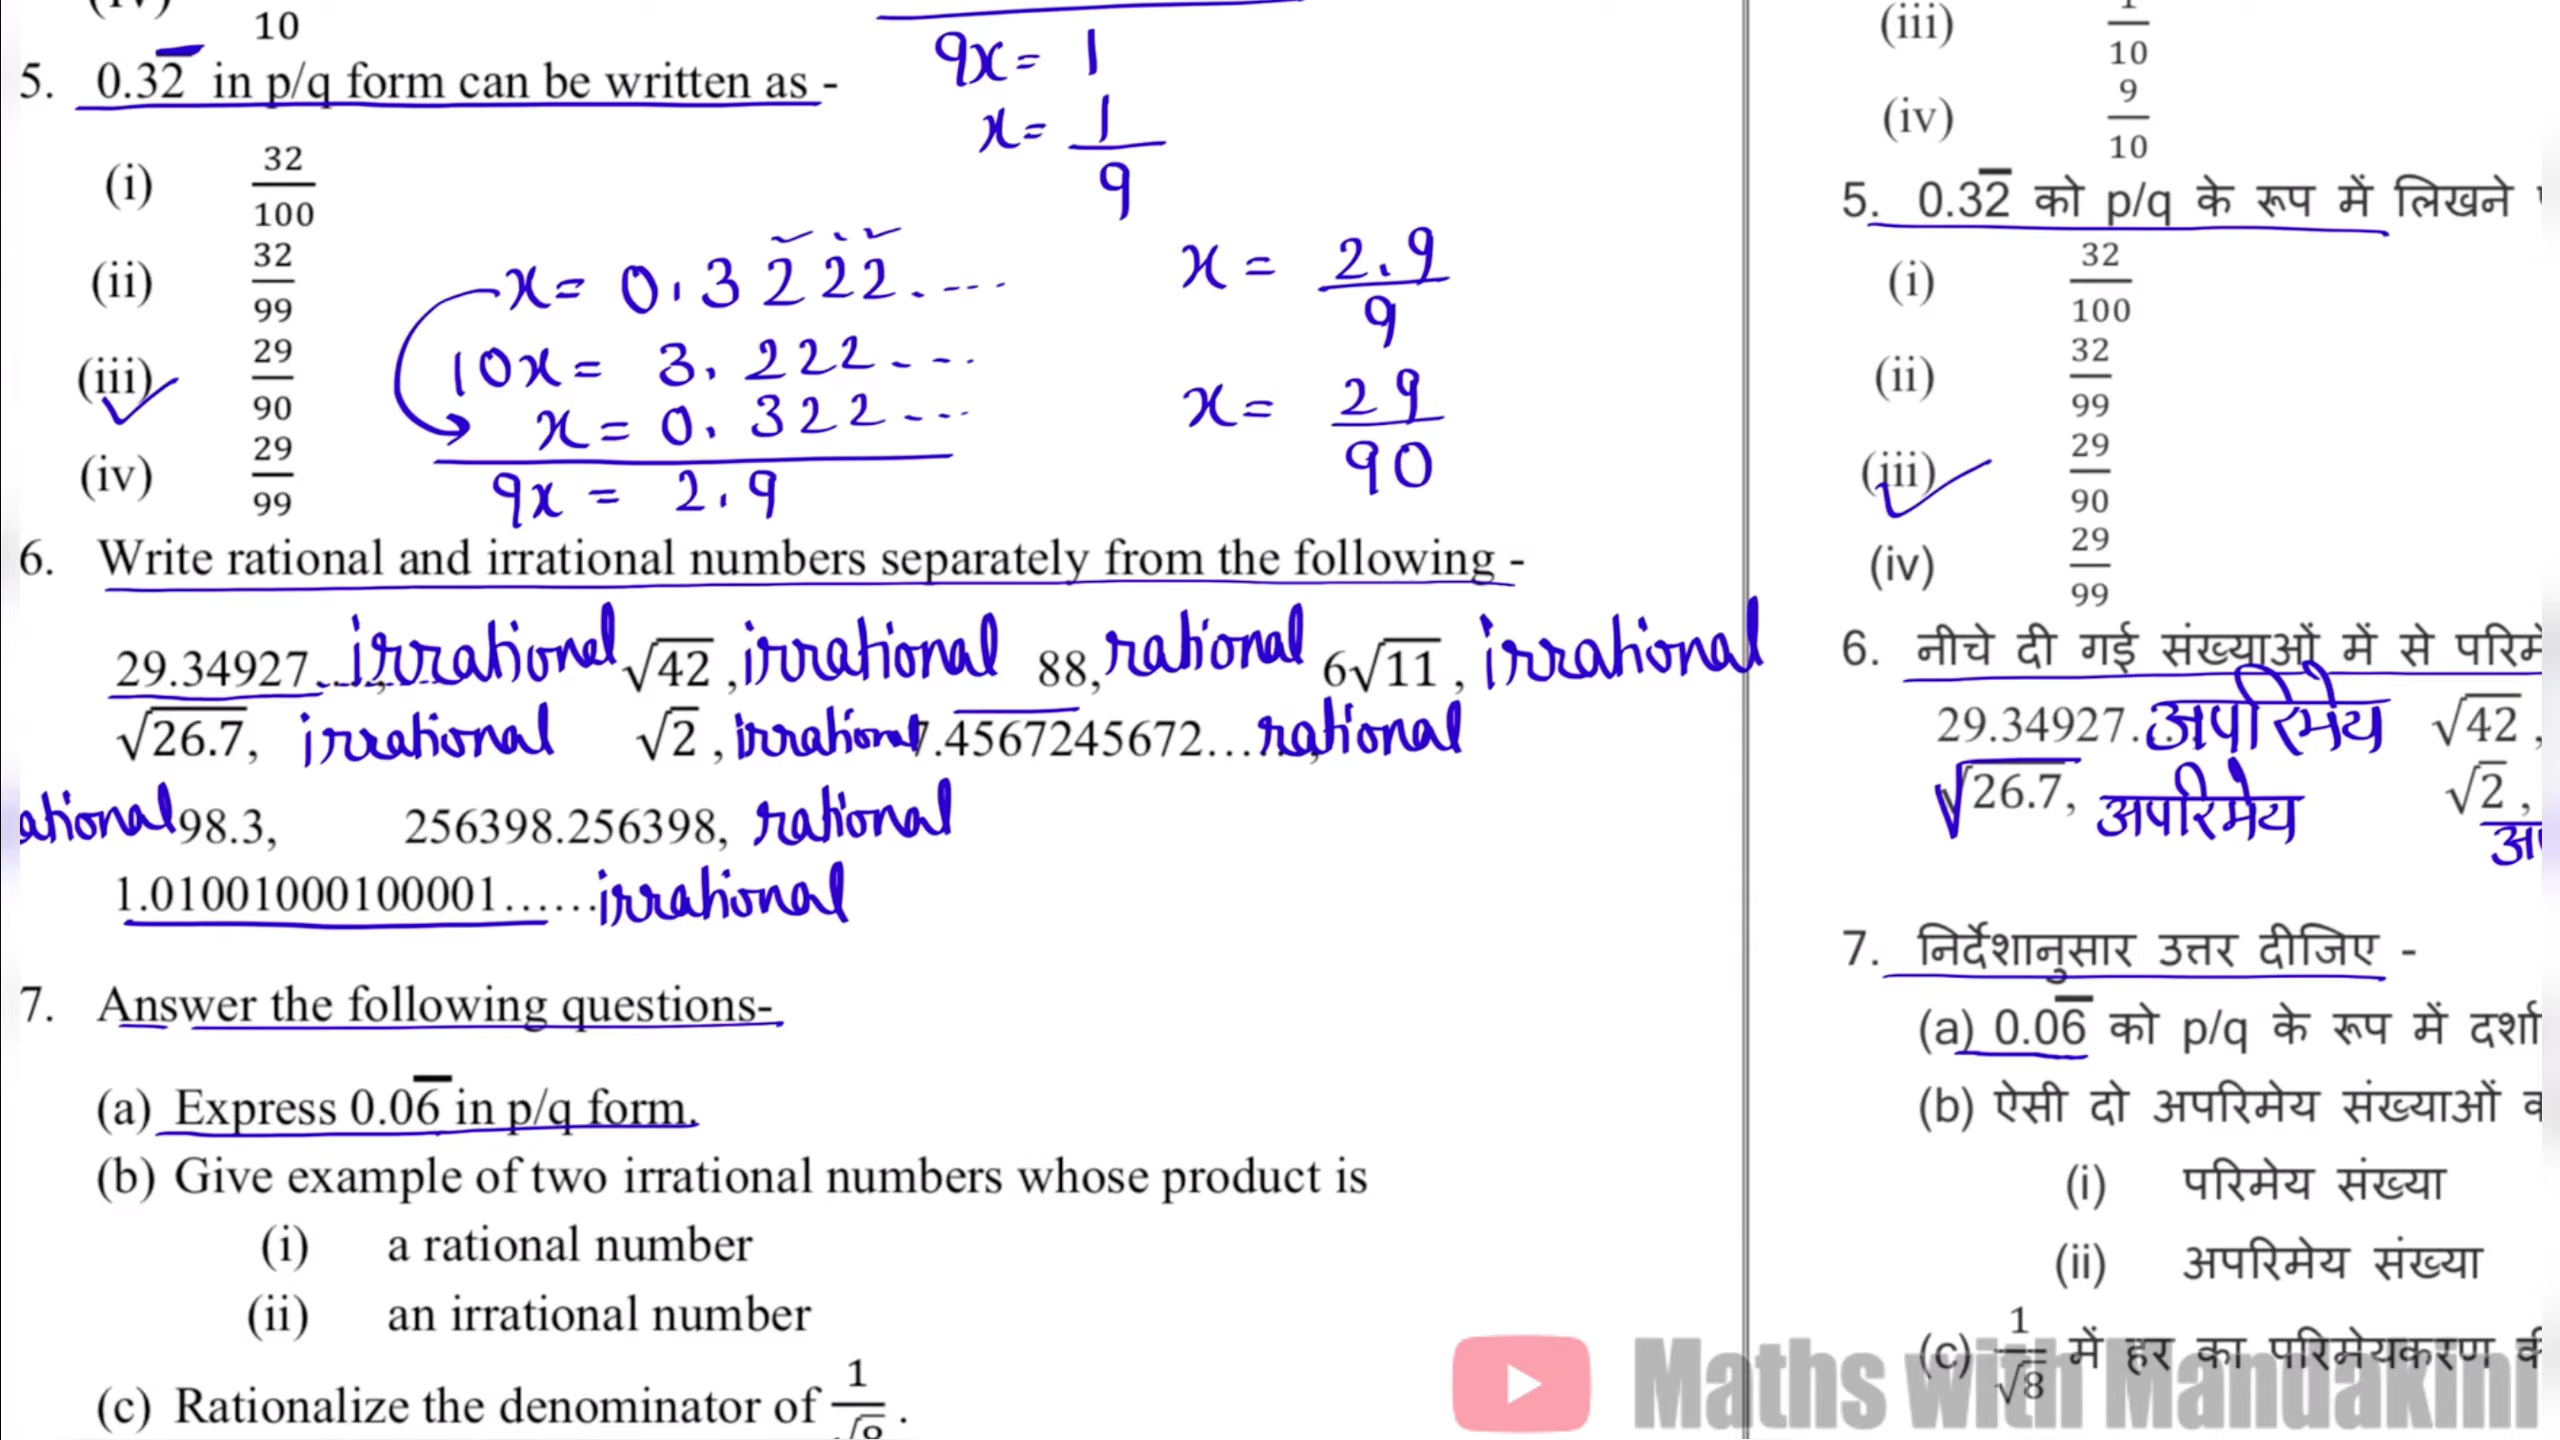 10
5. 0.32̅ in p/q form can be written as -
(i) 32/100
(ii) 32/99
(iii) 29/90
(iv) 29/99
9x = 1
x = 1/9
x = 0.3222....
10x = 3.222...
x = 0.322...
9x = 2.9
x = 2.9/9
x = 29/90
6. Write rational and irrational numbers separately from the following -
29.34927....., irrational √42, irrational 88, rational 6√11, irrational
√26.7, irrational √2, irrational 7.4567245672......, rational
ational 98.3, 256398.256398, rational
1.01001000100001...... irrational
7. Answer the following questions-
(a) Express 0.06̅ in p/q form.
(b) Give example of two irrational numbers whose product is
(i) a rational number
(ii) an irrational number
(c) Rationalize the denominator of 1/√8.
(iii) 1/10
(iv) 9/10
5. 0.32̅ को p/q के रूप में लिखने
(i) 32/100
(ii) 32/99
(iii) 29/90
(iv) 29/99
6. नीचे दी गई संख्याओं में से
29.34927.... अपरिमेय √42,
√26.7, अपरिमेय √2,
7. निर्देशानुसार उत्तर दीजिए -
(a) 0.06̅ को p/q के रूप में
(b) ऐसी दो अपरिमेय संख्याओं
(i) परिमेय संख्या
(ii) अपरिमेय संख्या
(c) 1/√8 में हर का परिमेयकरण
Maths with Mandakini